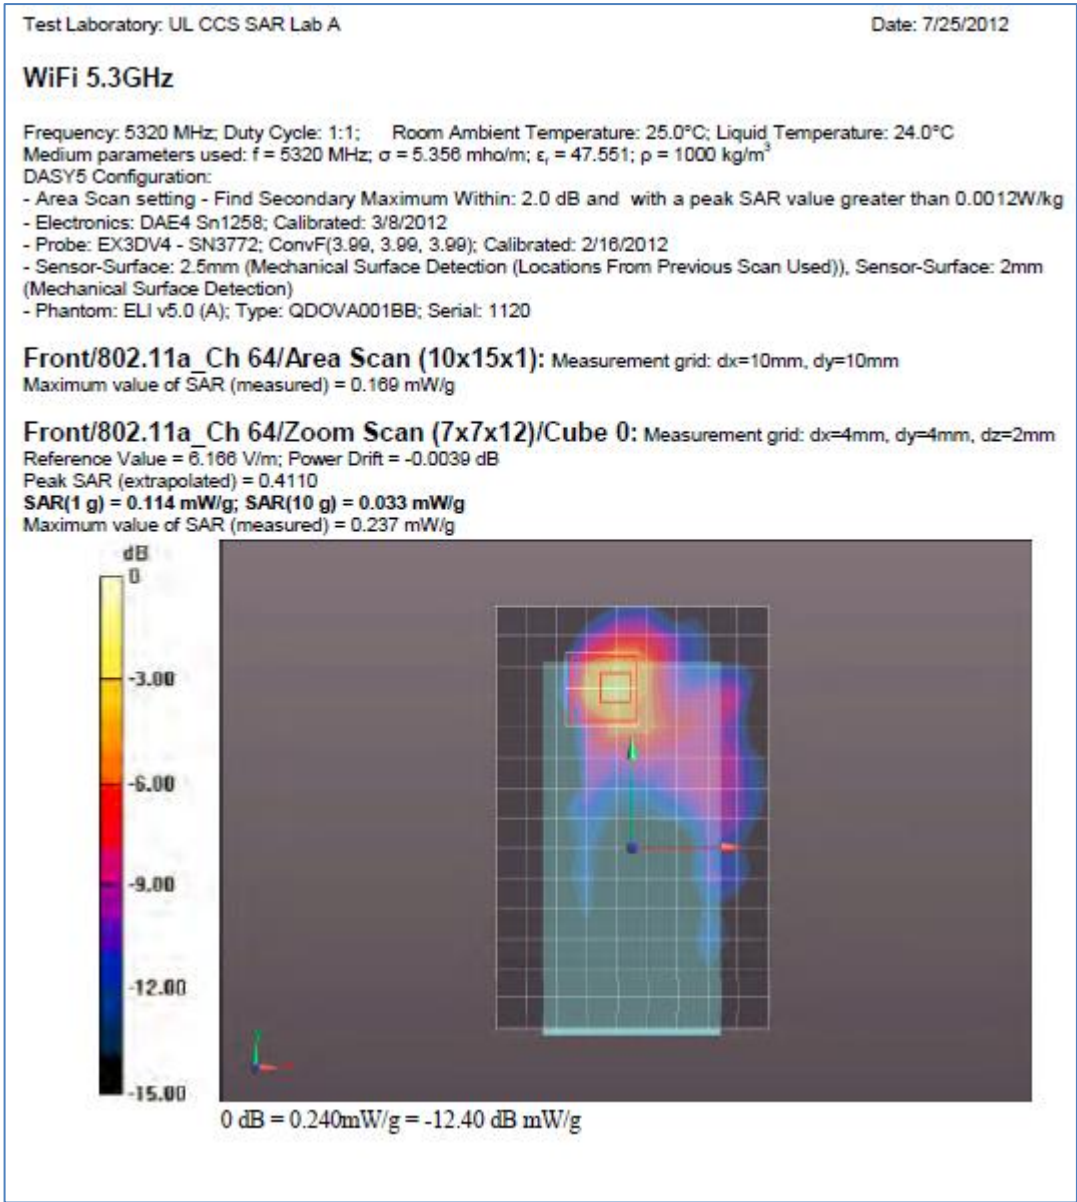 Test Laboratory: UL CCS SAR Lab A Date: 7/25/2012
WiFi 5.3GHz
Frequency: 5320 MHz; Duty Cycle: 1:1; Room Ambient Temperature: 25.0°C; Liquid Temperature: 24.0°C
Medium parameters used: f = 5320 MHz; σ = 5.356 mho/m; εr = 47.551; ρ = 1000 kg/m³
DASY5 Configuration:
- Area Scan setting - Find Secondary Maximum Within: 2.0 dB and with a peak SAR value greater than 0.0012W/kg
- Electronics: DAE4 Sn1258; Calibrated: 3/8/2012
- Probe: EX3DV4 - SN3772; ConvF(3.99, 3.99, 3.99); Calibrated: 2/16/2012
- Sensor-Surface: 2.5mm (Mechanical Surface Detection (Locations From Previous Scan Used)), Sensor-Surface: 2mm
(Mechanical Surface Detection)
- Phantom: ELI v5.0 (A); Type: QDOVA001BB; Serial: 1120
Front/802.11a_Ch 64/Area Scan (10x15x1): Measurement grid: dx=10mm, dy=10mm
Maximum value of SAR (measured) = 0.169 mW/g
Front/802.11a_Ch 64/Zoom Scan (7x7x12)/Cube 0: Measurement grid: dx=4mm, dy=4mm, dz=2mm
Reference Value = 6.166 V/m; Power Drift = -0.0039 dB
Peak SAR (extrapolated) = 0.4110
SAR(1 g) = 0.114 mW/g; SAR(10 g) = 0.033 mW/g
Maximum value of SAR (measured) = 0.237 mW/g
dB
0
-3.00
-6.00
-9.00
-12.00
-15.00
0 dB = 0.240mW/g = -12.40 dB mW/g